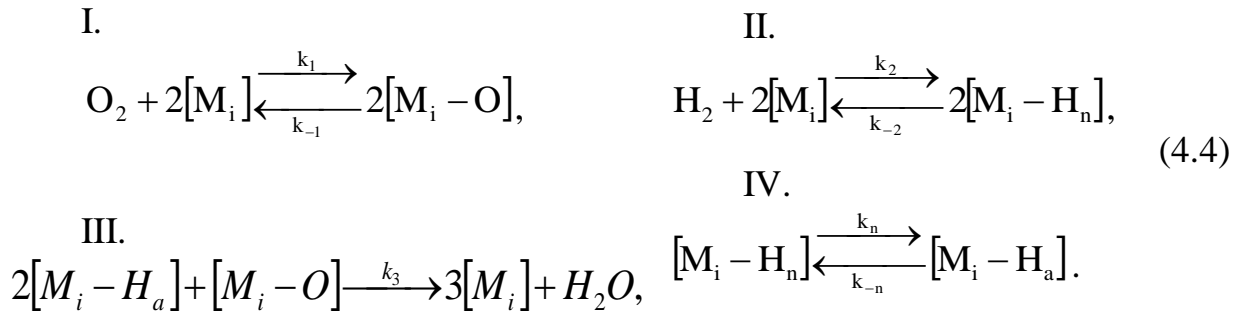 I.
O₂ + 2[Mᵢ] ⇄ 2[Mᵢ – O], k₁ k₋₁
II.
H₂ + 2[Mᵢ] ⇄ 2[Mᵢ – Hₙ], k₂ k₋₂
(4.4)
III.
2[Mᵢ – Hₐ] + [Mᵢ – O] —k₃→ 3[Mᵢ] + H₂O,
IV.
[Mᵢ – Hₙ] ⇄ [Mᵢ – Hₐ]. kₙ k₋ₙ